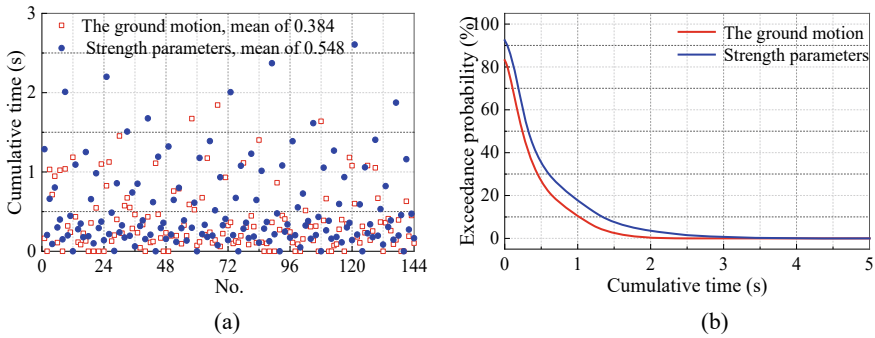 The ground motion, mean of 0.384
Strength parameters, mean of 0.548
Cumulative time (s)
3
2
1
0
0 24 48 72 96 120 144
No.
(a)
The ground motion
Strength parameters
Exceedance probability (%)
100
80
60
40
20
0
0 1 2 3 4 5
Cumulative time (s)
(b)